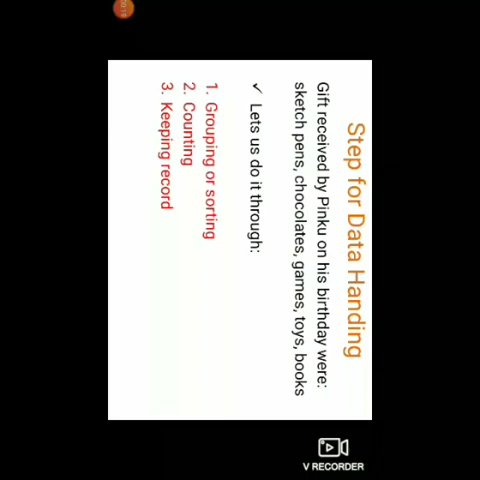 Step for Data Handing
Gift received by Pinku on his birthday were:
sketch pens, chocolates, games, toys, books
✓ Lets us do it through:
1. Grouping or sorting
2. Counting
3. Keeping record
V RECORDER